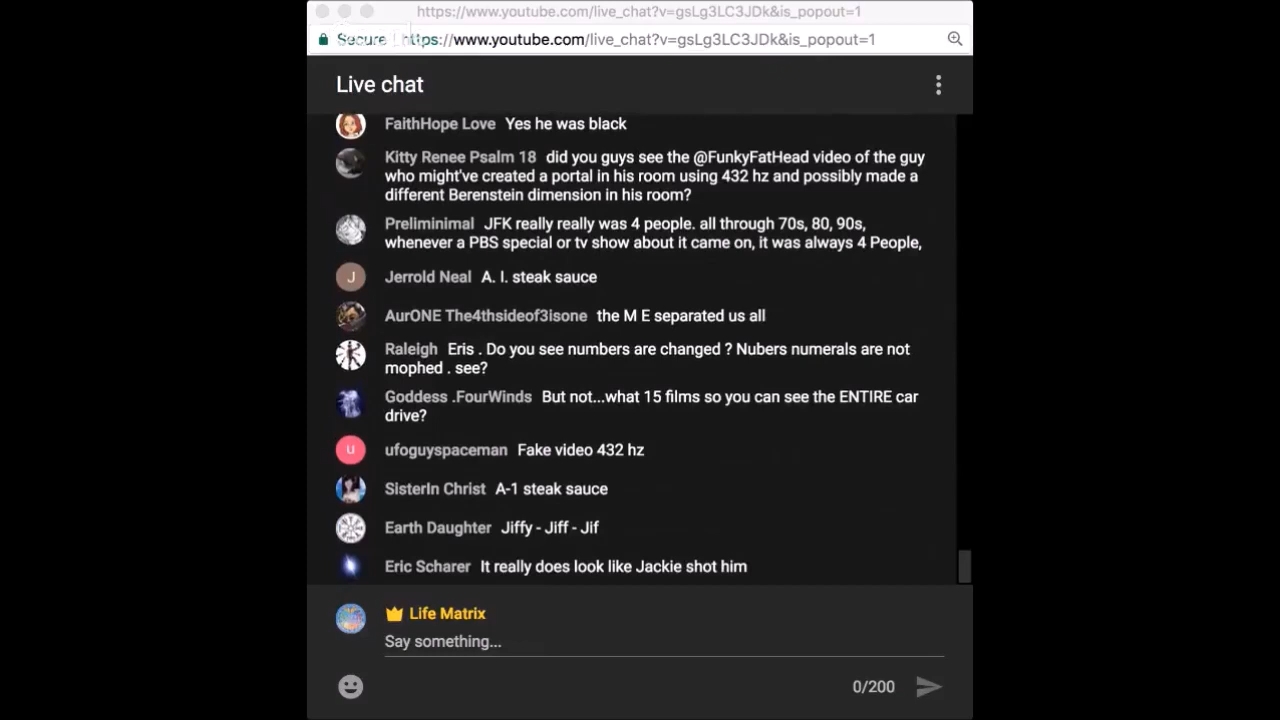 https://www.youtube.com/live_chat?v=gsLg3LC3JDk&is_popout=1
Secure https://www.youtube.com/live_chat?v=gsLg3LC3JDk&is_popout=1
Live chat
FaithHope Love Yes he was black
Kitty Renee Psalm 18 did you guys see the @FunkyFatHead video of the guy
who might've created a portal in his room using 432 hz and possibly made a
different Berenstein dimension in his room?
Preliminimal JFK really really was 4 people. all through 70s, 80, 90s,
whenever a PBS special or tv show about it came on, it was always 4 People,
J
Jerrold Neal A. I. steak sauce
AurONE The4thsideof3isone the M E separated us all
Raleigh Eris . Do you see numbers are changed ? Nubers numerals are not
mophed . see?
Goddess .FourWinds But not...what 15 films so you can see the ENTIRE car
drive?
U
ufoguyspaceman Fake video 432 hz
SisterIn Christ A-1 steak sauce
Earth Daughter Jiffy - Jiff - Jif
Eric Scharer It really does look like Jackie shot him
Life Matrix
Say something...
0/200